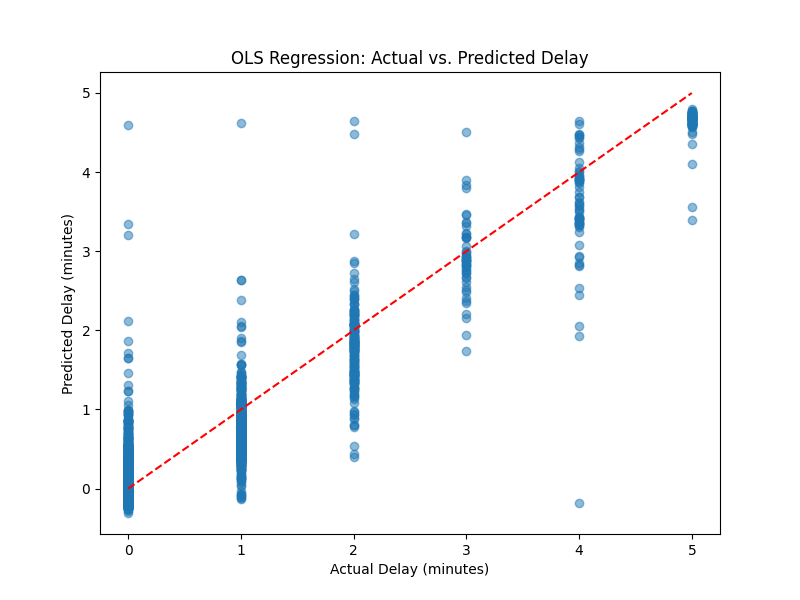 OLS Regression: Actual vs. Predicted Delay
Predicted Delay (minutes)
5
4
3
2
1
0
0 1 2 3 4 5
Actual Delay (minutes)